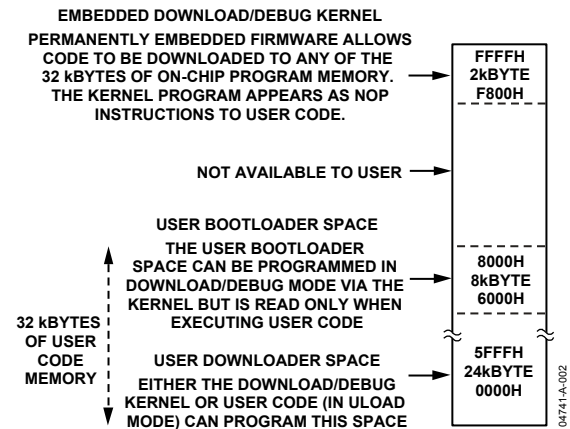 EMBEDDED DOWNLOAD/DEBUG KERNEL
PERMANENTLY EMBEDDED FIRMWARE ALLOWS
CODE TO BE DOWNLOADED TO ANY OF THE
32 kBYTES OF ON-CHIP PROGRAM MEMORY.
THE KERNEL PROGRAM APPEARS AS NOP
INSTRUCTIONS TO USER CODE.
FFFFH
2kBYTE
F800H
NOT AVAILABLE TO USER
USER BOOTLOADER SPACE
THE USER BOOTLOADER
SPACE CAN BE PROGRAMMED IN
DOWNLOAD/DEBUG MODE VIA THE
KERNEL BUT IS READ ONLY WHEN
EXECUTING USER CODE
8000H
8kBYTE
6000H
32 kBYTES
OF USER
CODE
MEMORY
USER DOWNLOADER SPACE
EITHER THE DOWNLOAD/DEBUG
KERNEL OR USER CODE (IN ULOAD
MODE) CAN PROGRAM THIS SPACE
5FFFH
24kBYTE
0000H
04741-A-002